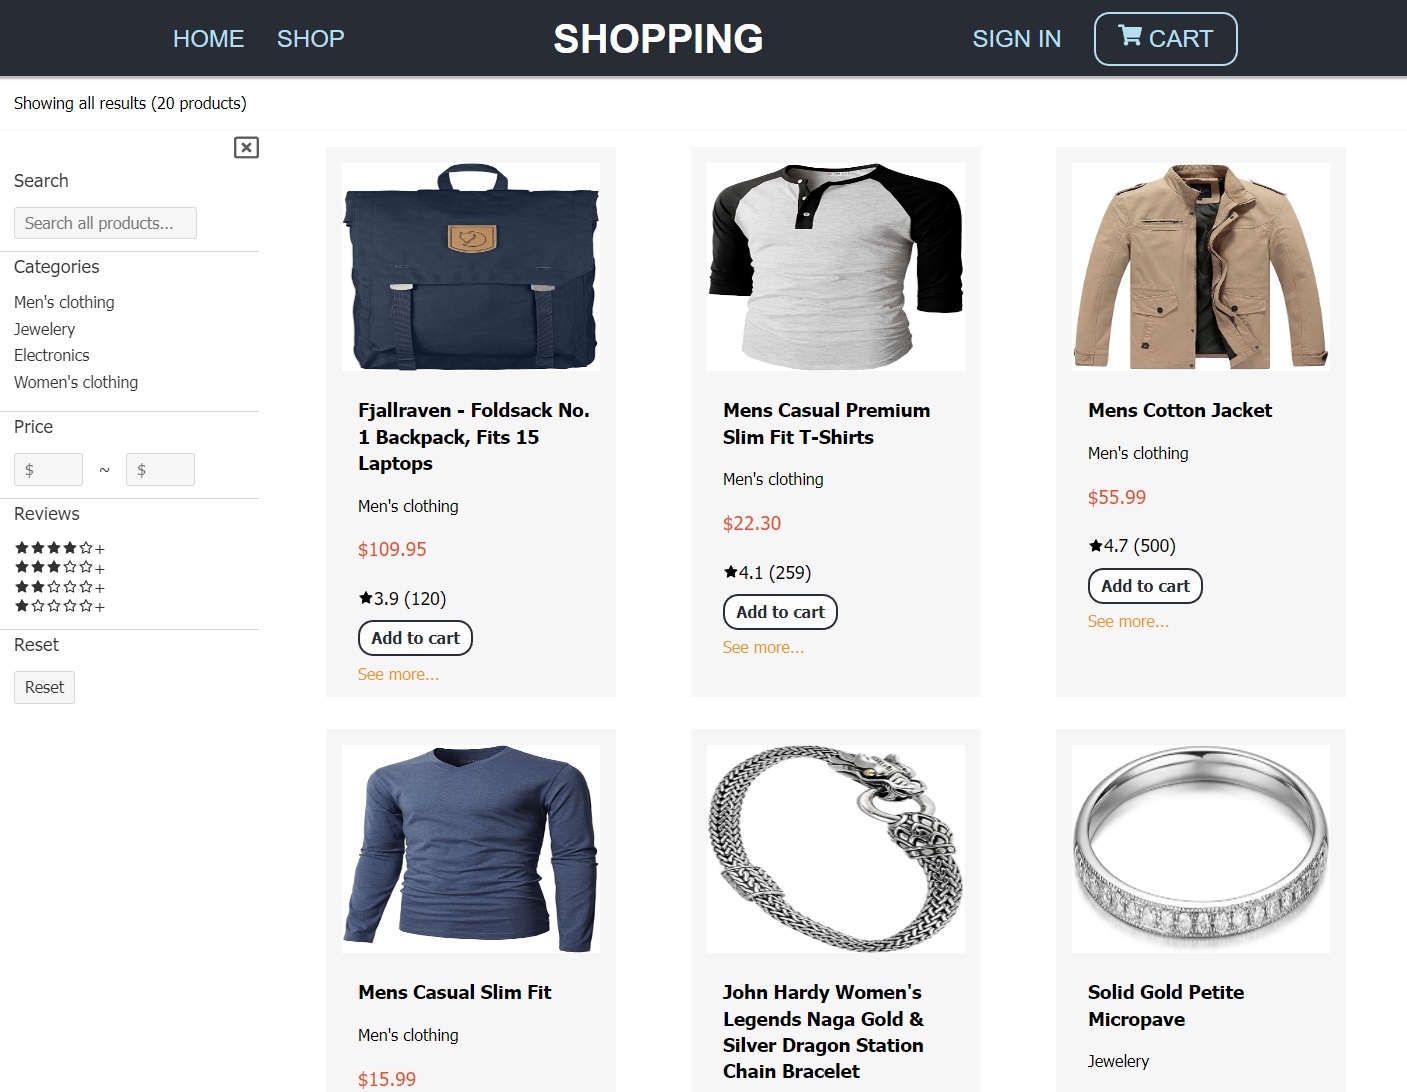 HOME
SHOP
SHOPPING
SIGN IN
CART
Showing all results (20 products)
Search
Search all products...
Categories
Men's clothing
Jewelery
Electronics
Women's clothing
Price
$ ~ $
Reviews
+
+
+
+
Reset
Reset
Fjallraven - Foldsack No.
1 Backpack, Fits 15
Laptops
Men's clothing
$109.95
3.9 (120)
Add to cart
See more...
Mens Casual Premium
Slim Fit T-Shirts
Men's clothing
$22.30
4.1 (259)
Add to cart
See more...
Mens Cotton Jacket
Men's clothing
$55.99
4.7 (500)
Add to cart
See more...
Mens Casual Slim Fit
Men's clothing
$15.99
John Hardy Women's
Legends Naga Gold &
Silver Dragon Station
Chain Bracelet
Solid Gold Petite
Micropave
Jewelery